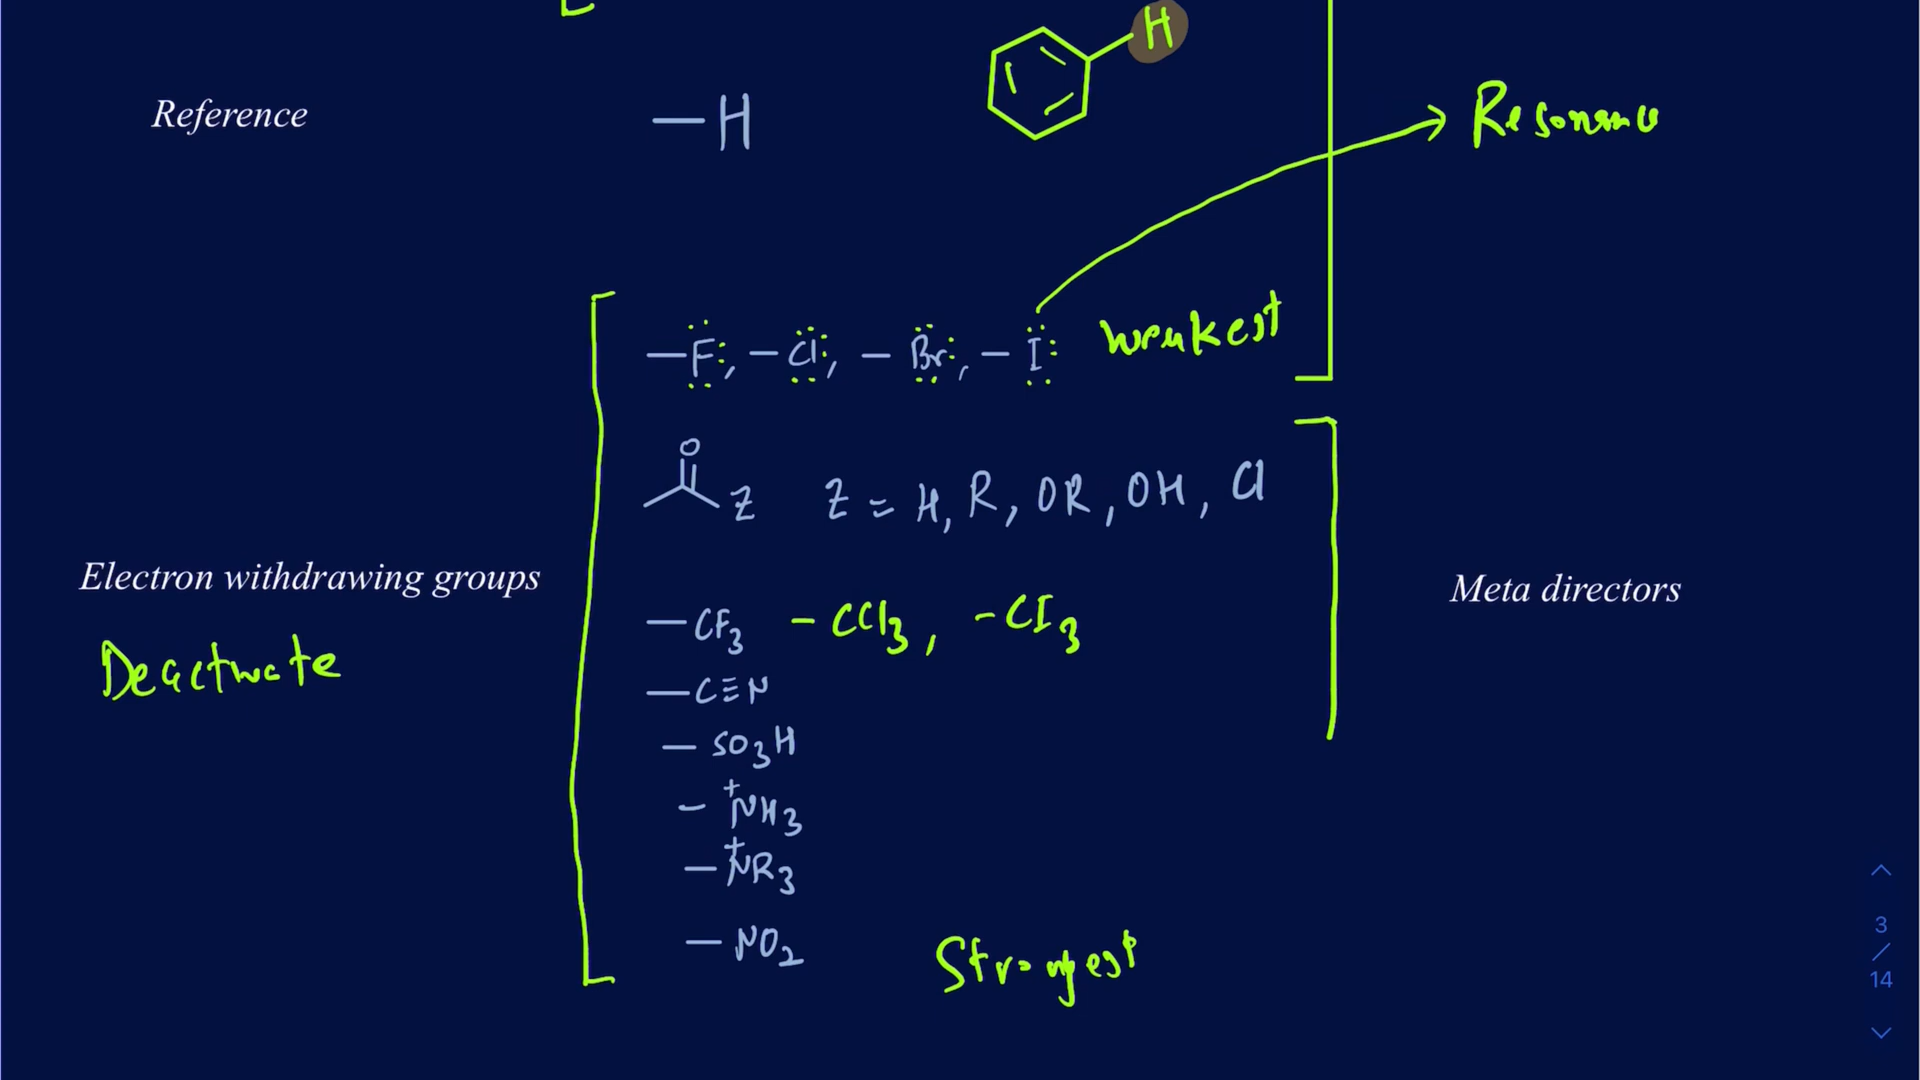 H
Reference
—H
Resonance
—F:, —Cl:, —Br:, —I:
weakest
O
Z
Z = H, R, OR, OH, Cl
Electron withdrawing groups
Meta directors
—CF₃ - CCl₃, - CI₃
Deactivate
—C≡N
—SO₃H
—⁺NH₃
—⁺NR₃
—NO₂
Strongest
3
/
14